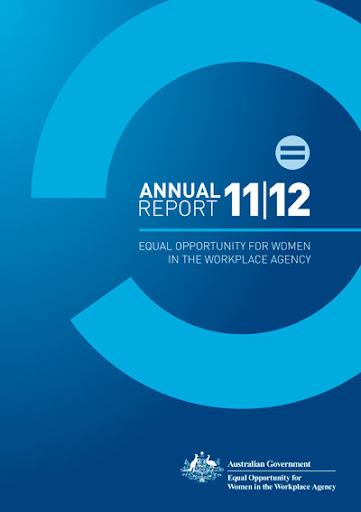 ANNUAL
REPORT 11|12
EQUAL OPPORTUNITY FOR WOMEN
IN THE WORKPLACE AGENCY
Australian Government
Equal Opportunity for
Women in the Workplace Agency